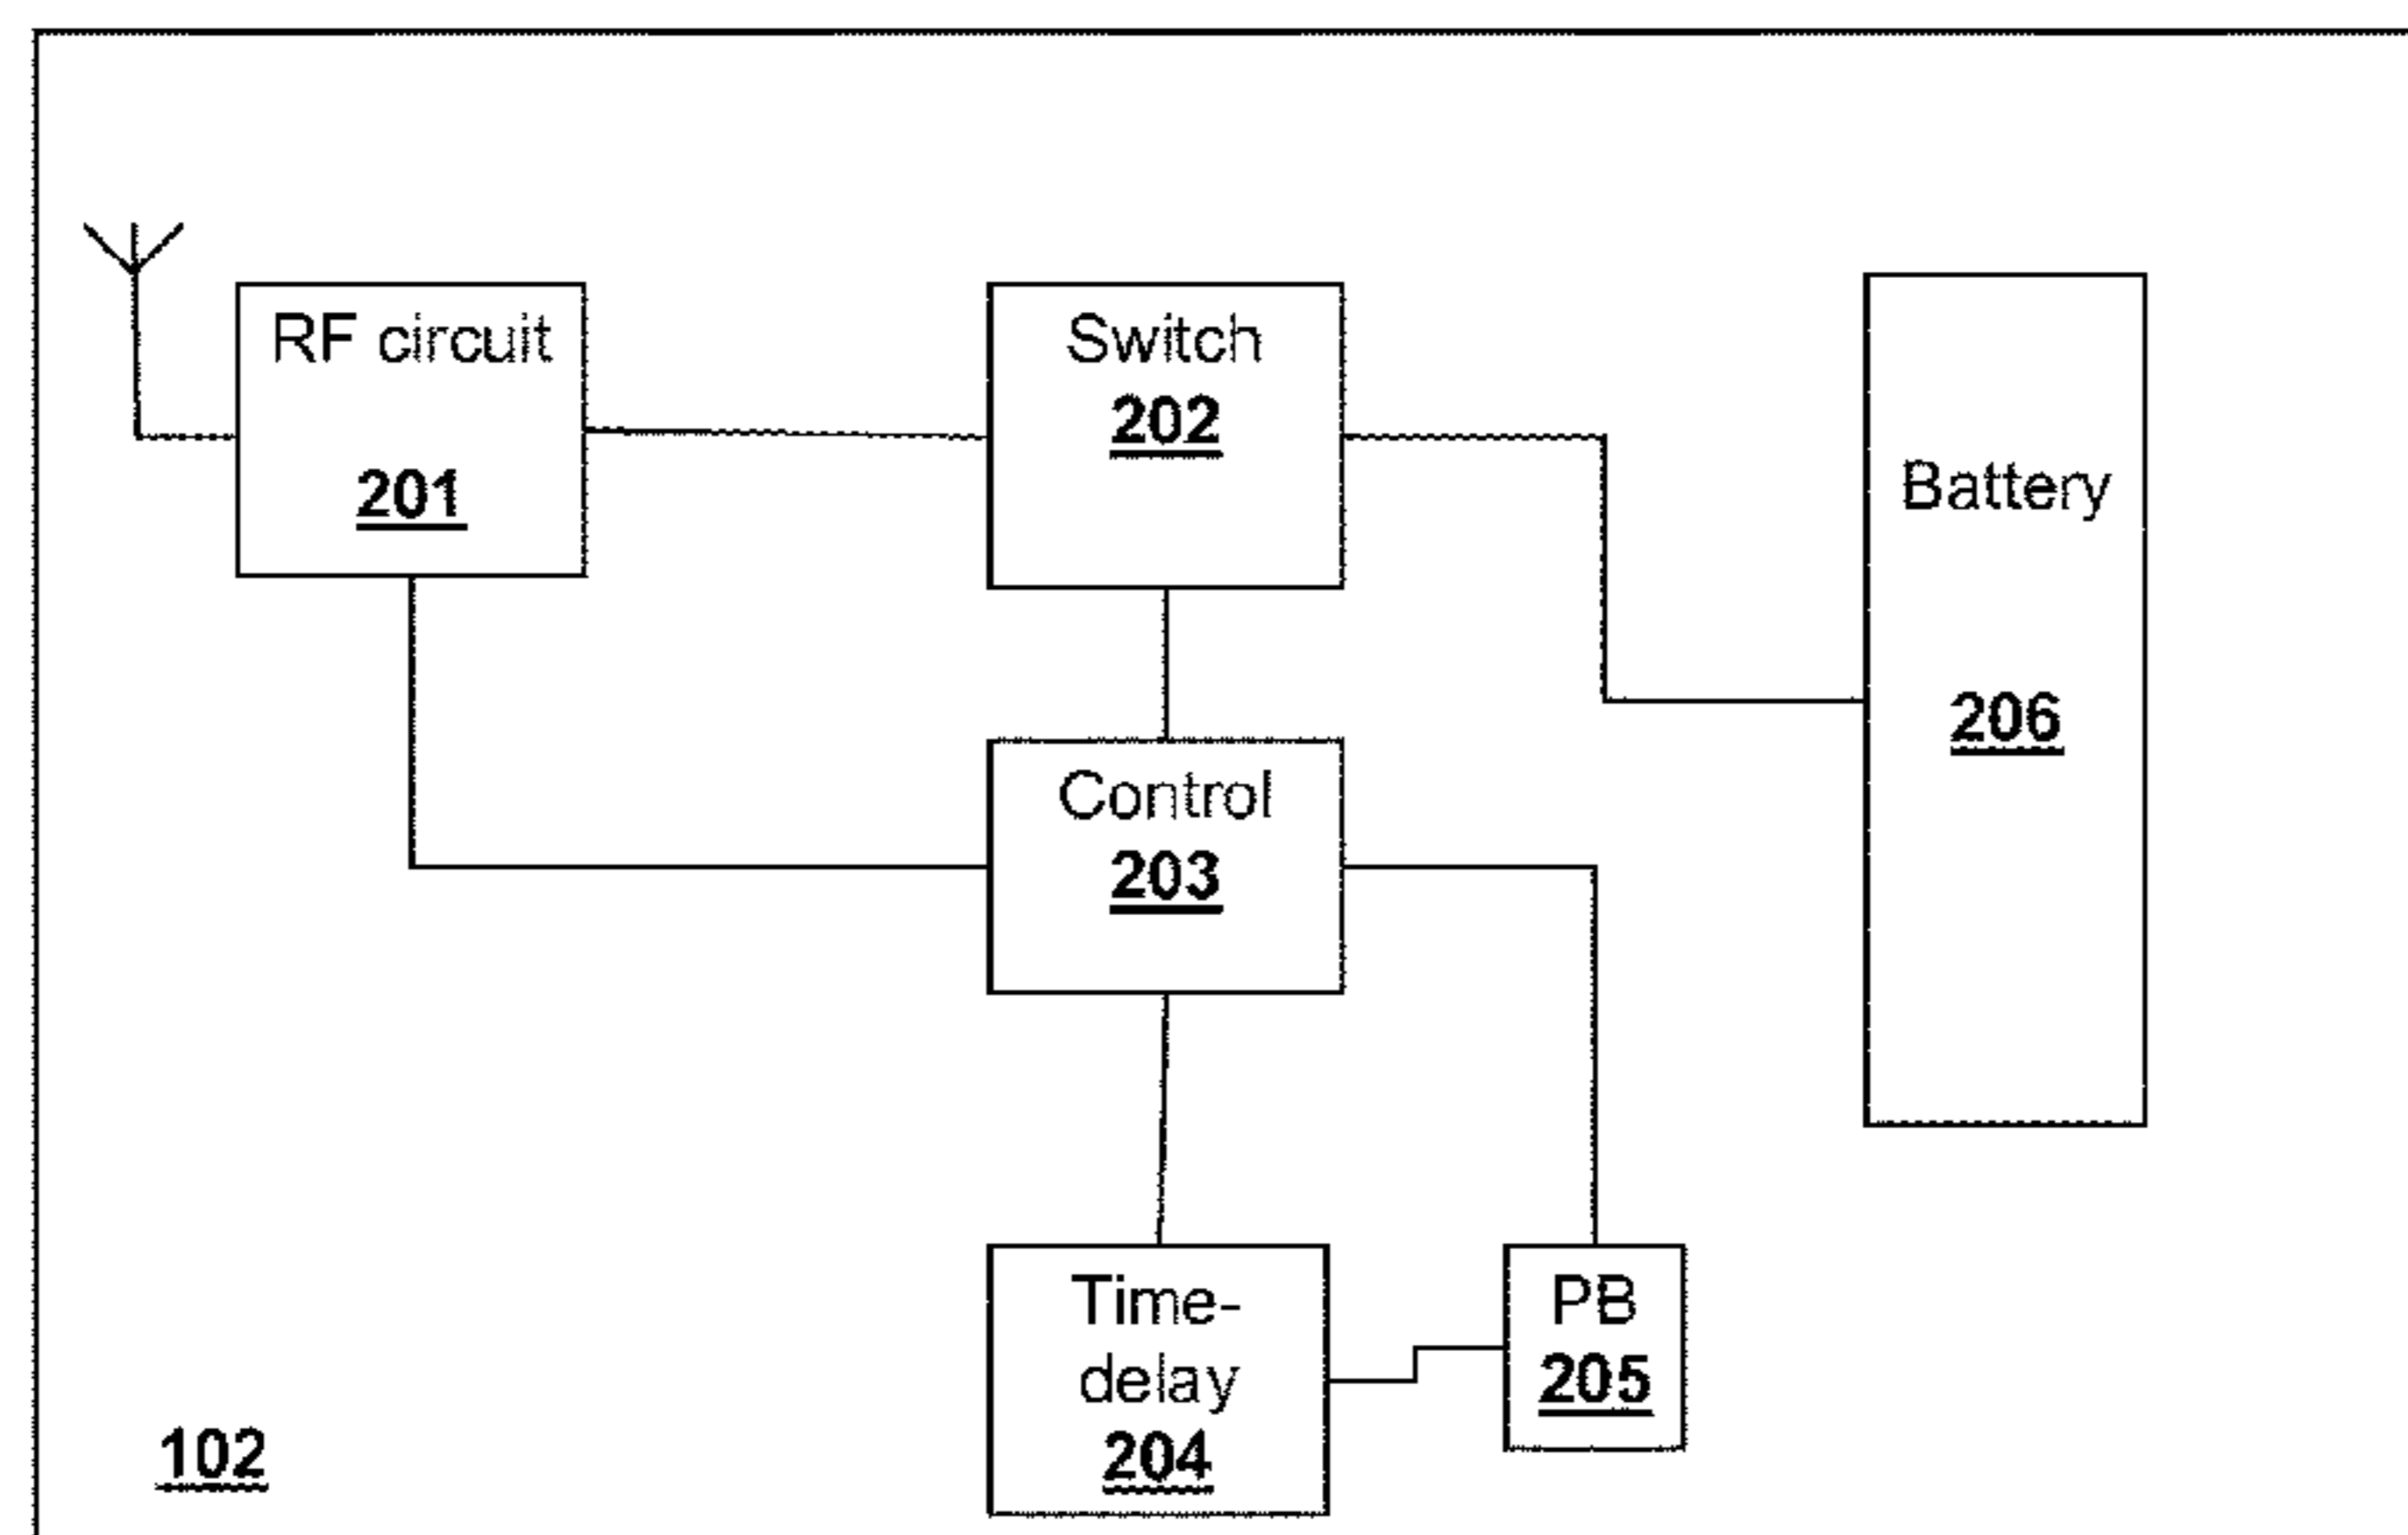 RF circuit
201
Switch
202
Battery
206
Control
203
Time-
delay
204
PB
205
102